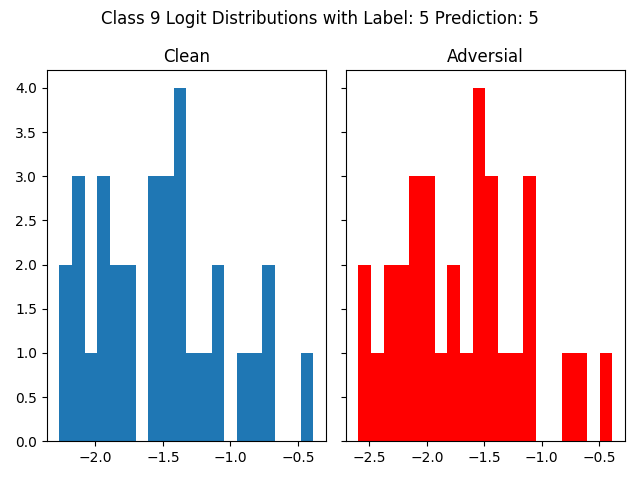 Class 9 Logit Distributions with Label: 5 Prediction: 5
Clean
Adversial
4.0
3.5
3.0
2.5
2.0
1.5
1.0
0.5
0.0
−2.0 −1.5 −1.0 −0.5
−2.5 −2.0 −1.5 −1.0 −0.5